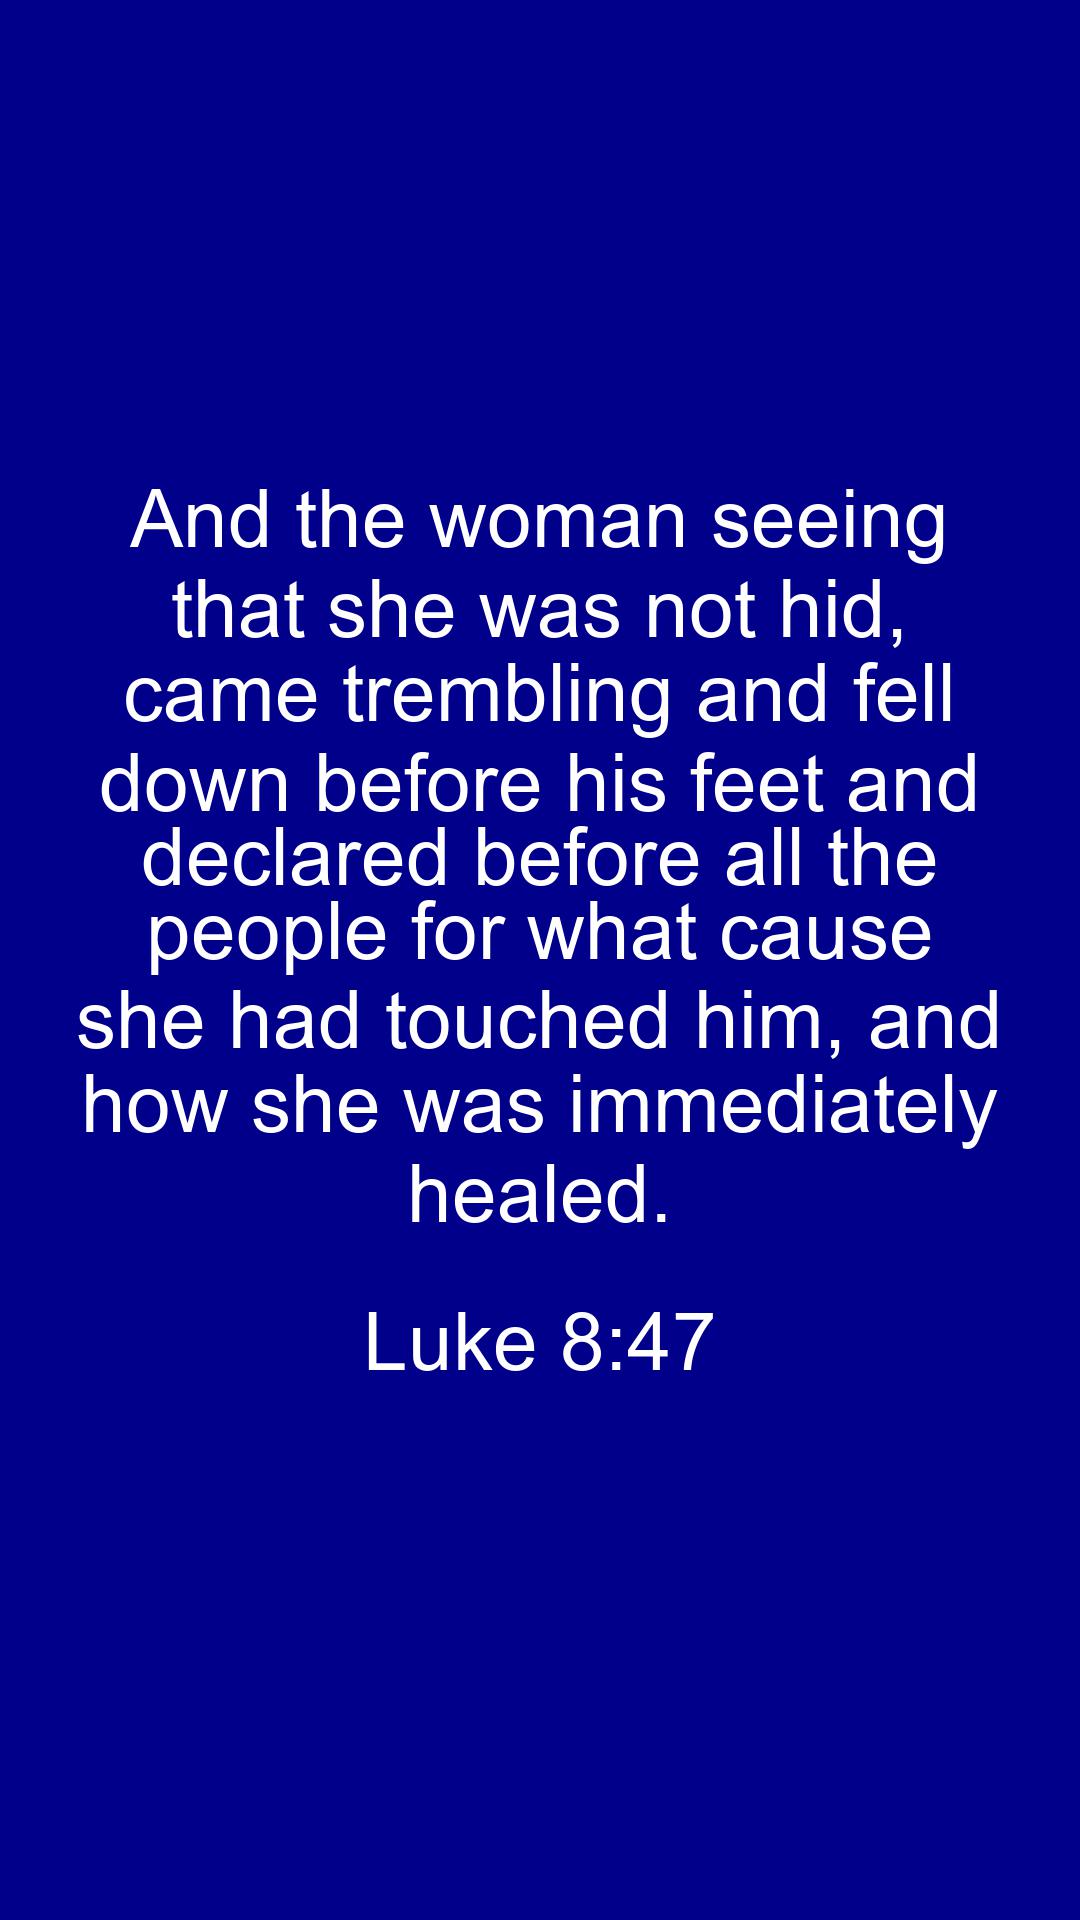 And the woman seeing
that she was not hid,
came trembling and fell
down before his feet and
declared before all the
people for what cause
she had touched him, and
how she was immediately
healed.
Luke 8:47